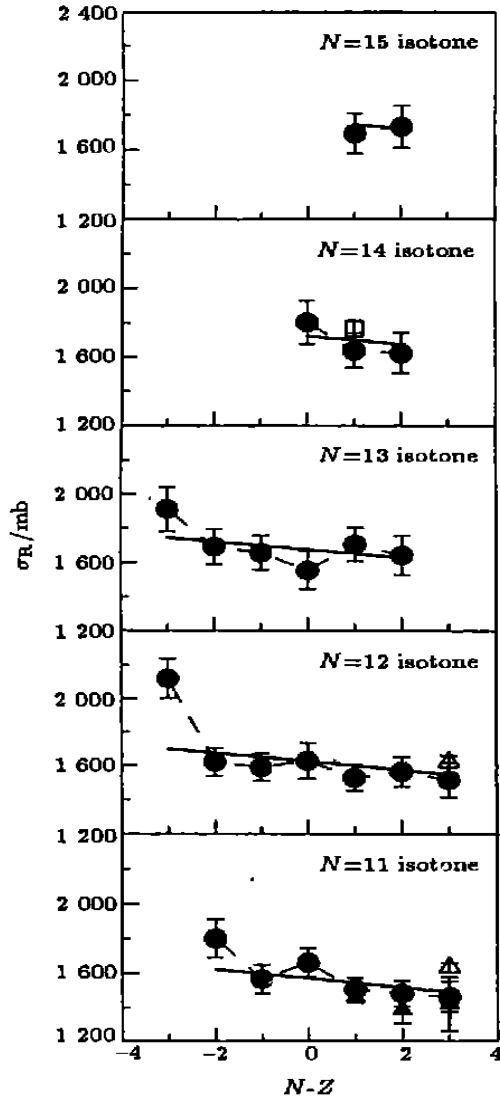 2 400
N=15 isotone
2 000
1 600
1 200
N=14 isotone
2 000
1 600
1 200
N=13 isotone
2 000
1 600
1 200
N=12 isotone
2 000
1 600
1 200
N=11 isotone
2 000
1 600
1 200
σR/mb
−4 −2 0 2 4
N-Z